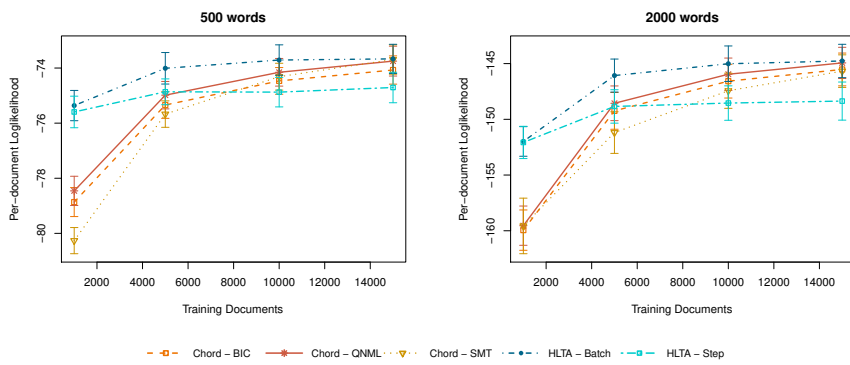 500 words
2000 words
Per−document Loglikelihood
−74
−76
−78
−80
2000 4000 6000 8000 10000 12000 14000
Training Documents
Per−document Loglikelihood
−145
−150
−155
−160
2000 4000 6000 8000 10000 12000 14000
Training Documents
Chord − BIC Chord − QNML Chord − SMT HLTA − Batch HLTA − Step